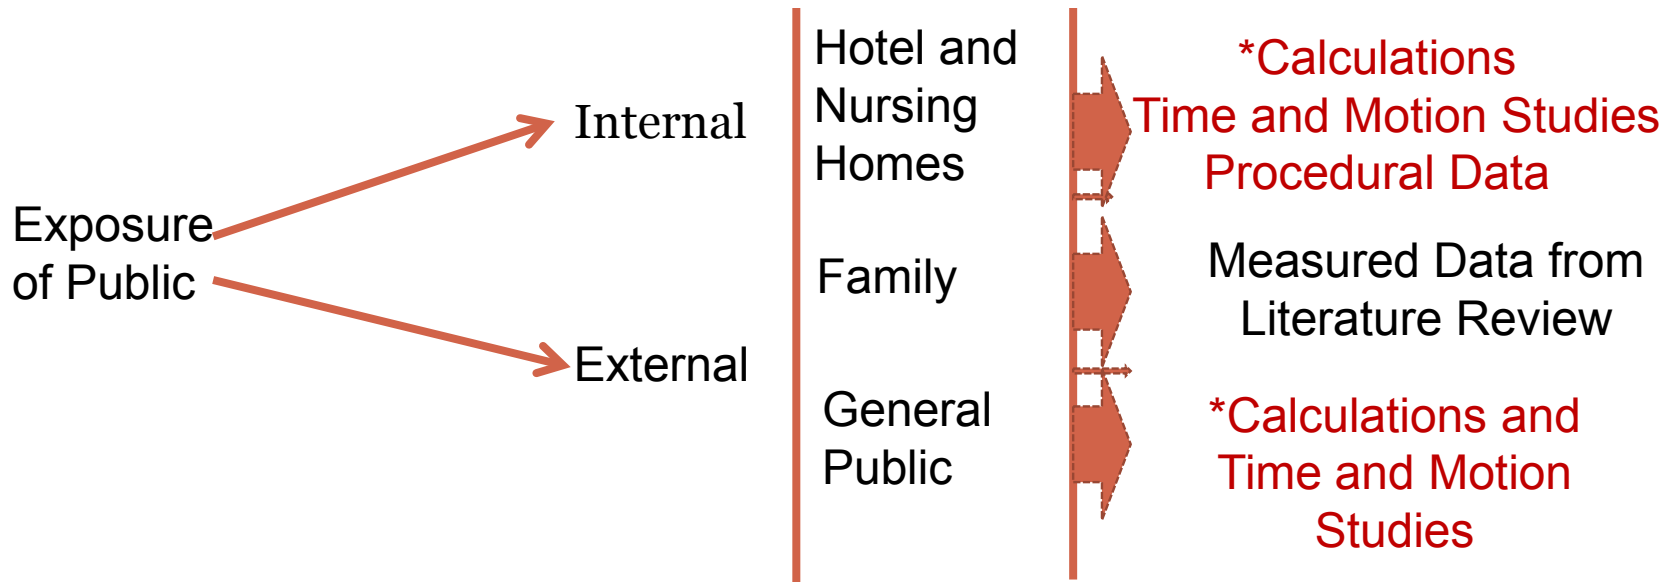 Exposure
of Public
Internal
External
Hotel and
Nursing
Homes
Family
General
Public
*Calculations
Time and Motion Studies
Procedural Data
Measured Data from
Literature Review
*Calculations and
Time and Motion
Studies